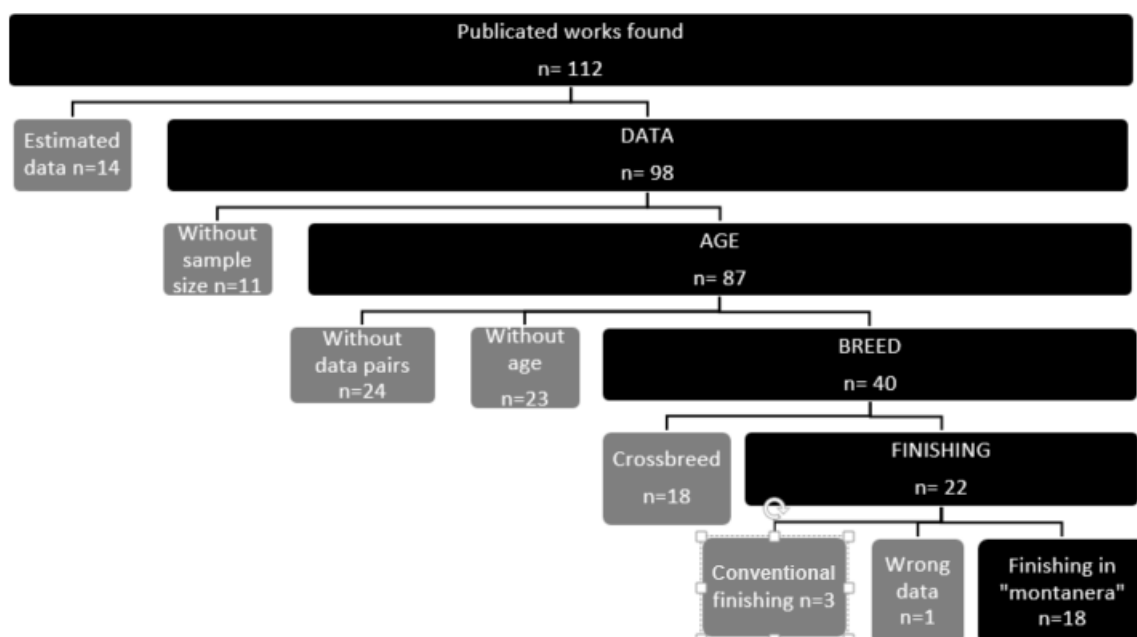 Publicated works found
n= 112
Estimated
data n=14
DATA
n= 98
Without
sample
size n=11
AGE
n= 87
Without
data pairs
n=24
Without
age
n=23
BREED
n= 40
Crossbreed
n=18
FINISHING
n= 22
Conventional
finishing n=3
Wrong
data
n=1
Finishing in
"montanera"
n=18